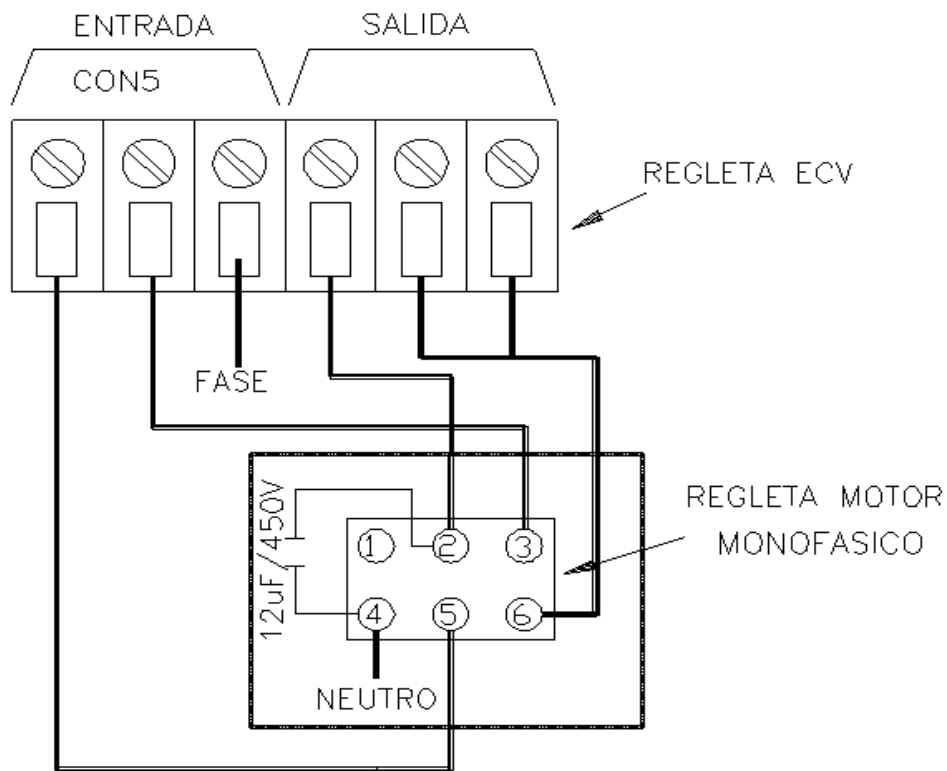 ENTRADA
SALIDA
CON5
REGLETA ECV
FASE
REGLETA MOTOR
MONOFASICO
12uF/450V
1 2 3
4 5 6
NEUTRO